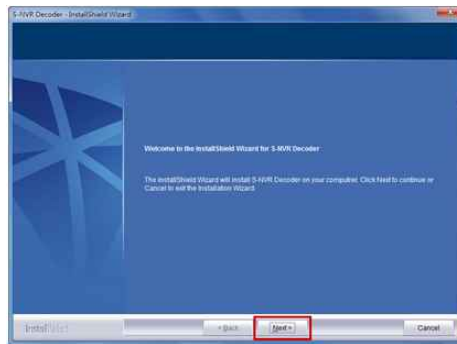 S-NVR Decoder - InstallShield Wizard
Welcome to the InstallShield Wizard for S-NVR Decoder
The InstallShield Wizard will install S-NVR Decoder on your computer. Click Next to continue or
Cancel to exit the Installation Wizard.
InstallShield
< Back
Next >
Cancel